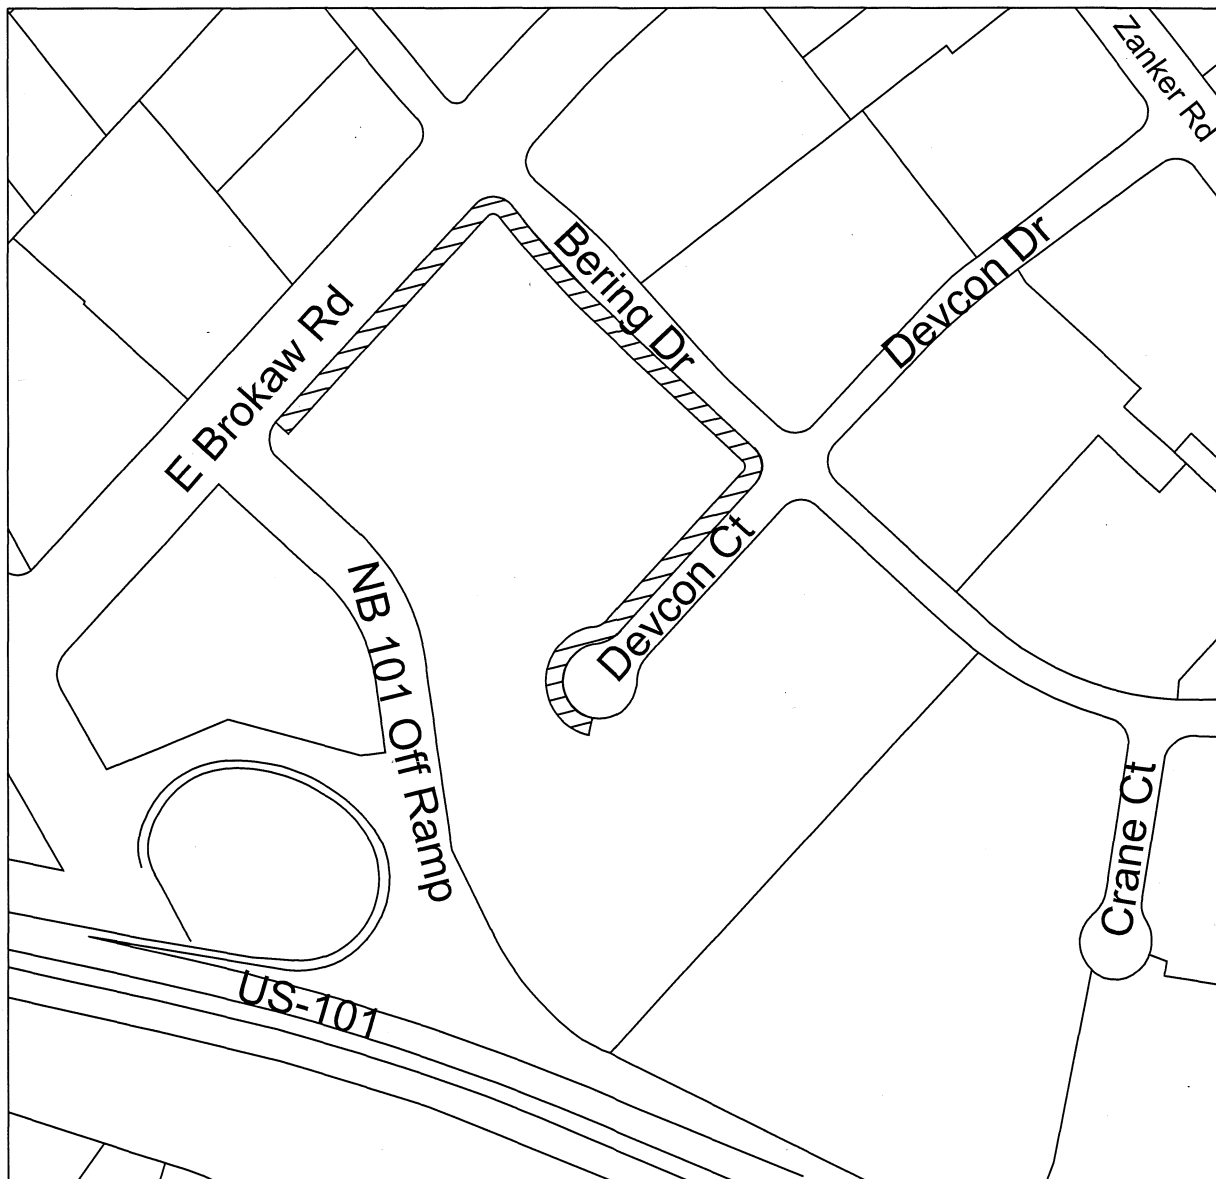 Zanker Rd
Bering Dr
Devcon Dr
E Brokaw Rd
Devcon Ct
NB 101 Off Ramp
Crane Ct
US-101